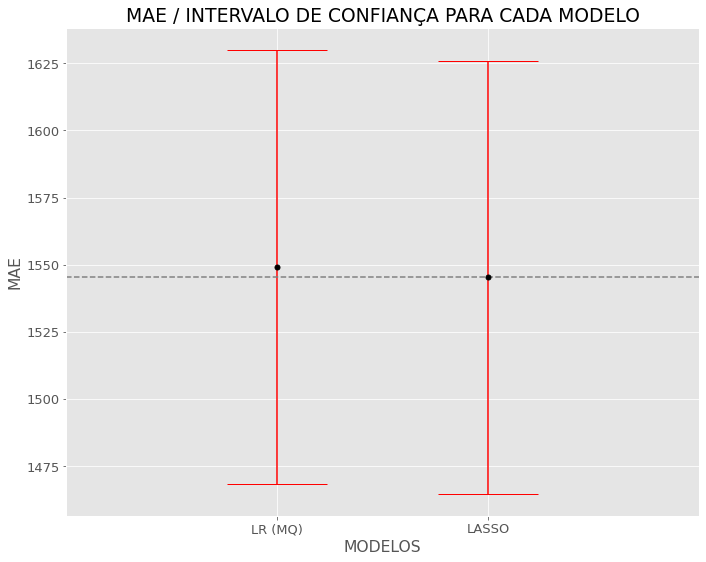 MAE / INTERVALO DE CONFIANÇA PARA CADA MODELO
MAE
1625
1600
1575
1550
1525
1500
1475
LR (MQ) LASSO
MODELOS